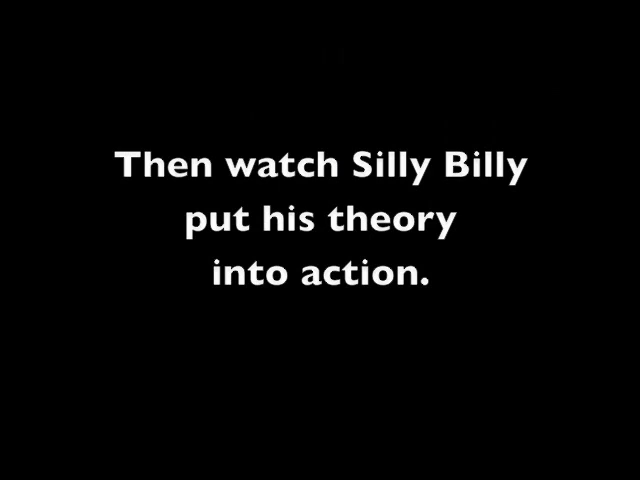 Then watch Silly Billy
put his theory
into action.